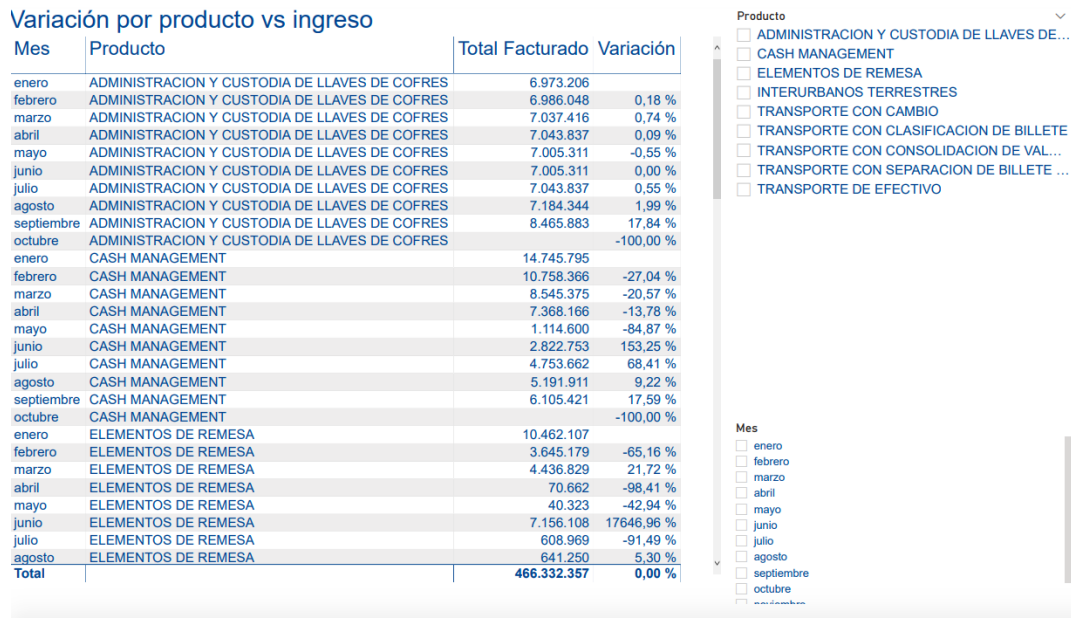 Variación por producto vs ingreso
Mes Producto Total Facturado Variación
enero ADMINISTRACION Y CUSTODIA DE LLAVES DE COFRES 6.973.206
febrero ADMINISTRACION Y CUSTODIA DE LLAVES DE COFRES 6.986.048 0,18 %
marzo ADMINISTRACION Y CUSTODIA DE LLAVES DE COFRES 7.037.416 0,74 %
abril ADMINISTRACION Y CUSTODIA DE LLAVES DE COFRES 7.043.837 0,09 %
mayo ADMINISTRACION Y CUSTODIA DE LLAVES DE COFRES 7.005.311 -0,55 %
junio ADMINISTRACION Y CUSTODIA DE LLAVES DE COFRES 7.005.311 0,00 %
julio ADMINISTRACION Y CUSTODIA DE LLAVES DE COFRES 7.043.837 0,55 %
agosto ADMINISTRACION Y CUSTODIA DE LLAVES DE COFRES 7.184.344 1,99 %
septiembre ADMINISTRACION Y CUSTODIA DE LLAVES DE COFRES 8.465.883 17,84 %
octubre ADMINISTRACION Y CUSTODIA DE LLAVES DE COFRES -100,00 %
enero CASH MANAGEMENT 14.745.795
febrero CASH MANAGEMENT 10.758.366 -27,04 %
marzo CASH MANAGEMENT 8.545.375 -20,57 %
abril CASH MANAGEMENT 7.368.166 -13,78 %
mayo CASH MANAGEMENT 1.114.600 -84,87 %
junio CASH MANAGEMENT 2.822.753 153,25 %
julio CASH MANAGEMENT 4.753.662 68,41 %
agosto CASH MANAGEMENT 5.191.911 9,22 %
septiembre CASH MANAGEMENT 6.105.421 17,59 %
octubre CASH MANAGEMENT -100,00 %
enero ELEMENTOS DE REMESA 10.462.107
febrero ELEMENTOS DE REMESA 3.645.179 -65,16 %
marzo ELEMENTOS DE REMESA 4.436.829 21,72 %
abril ELEMENTOS DE REMESA 70.662 -98,41 %
mayo ELEMENTOS DE REMESA 40.323 -42,94 %
junio ELEMENTOS DE REMESA 7.156.108 17646,96 %
julio ELEMENTOS DE REMESA 608.969 -91,49 %
agosto ELEMENTOS DE REMESA 641.250 5,30 %
Total 466.332.357 0,00 %
Producto
ADMINISTRACION Y CUSTODIA DE LLAVES DE...
CASH MANAGEMENT
ELEMENTOS DE REMESA
INTERURBANOS TERRESTRES
TRANSPORTE CON CAMBIO
TRANSPORTE CON CLASIFICACION DE BILLETE
TRANSPORTE CON CONSOLIDACION DE VAL...
TRANSPORTE CON SEPARACION DE BILLETE ...
TRANSPORTE DE EFECTIVO
Mes
enero
febrero
marzo
abril
mayo
junio
julio
agosto
septiembre
octubre